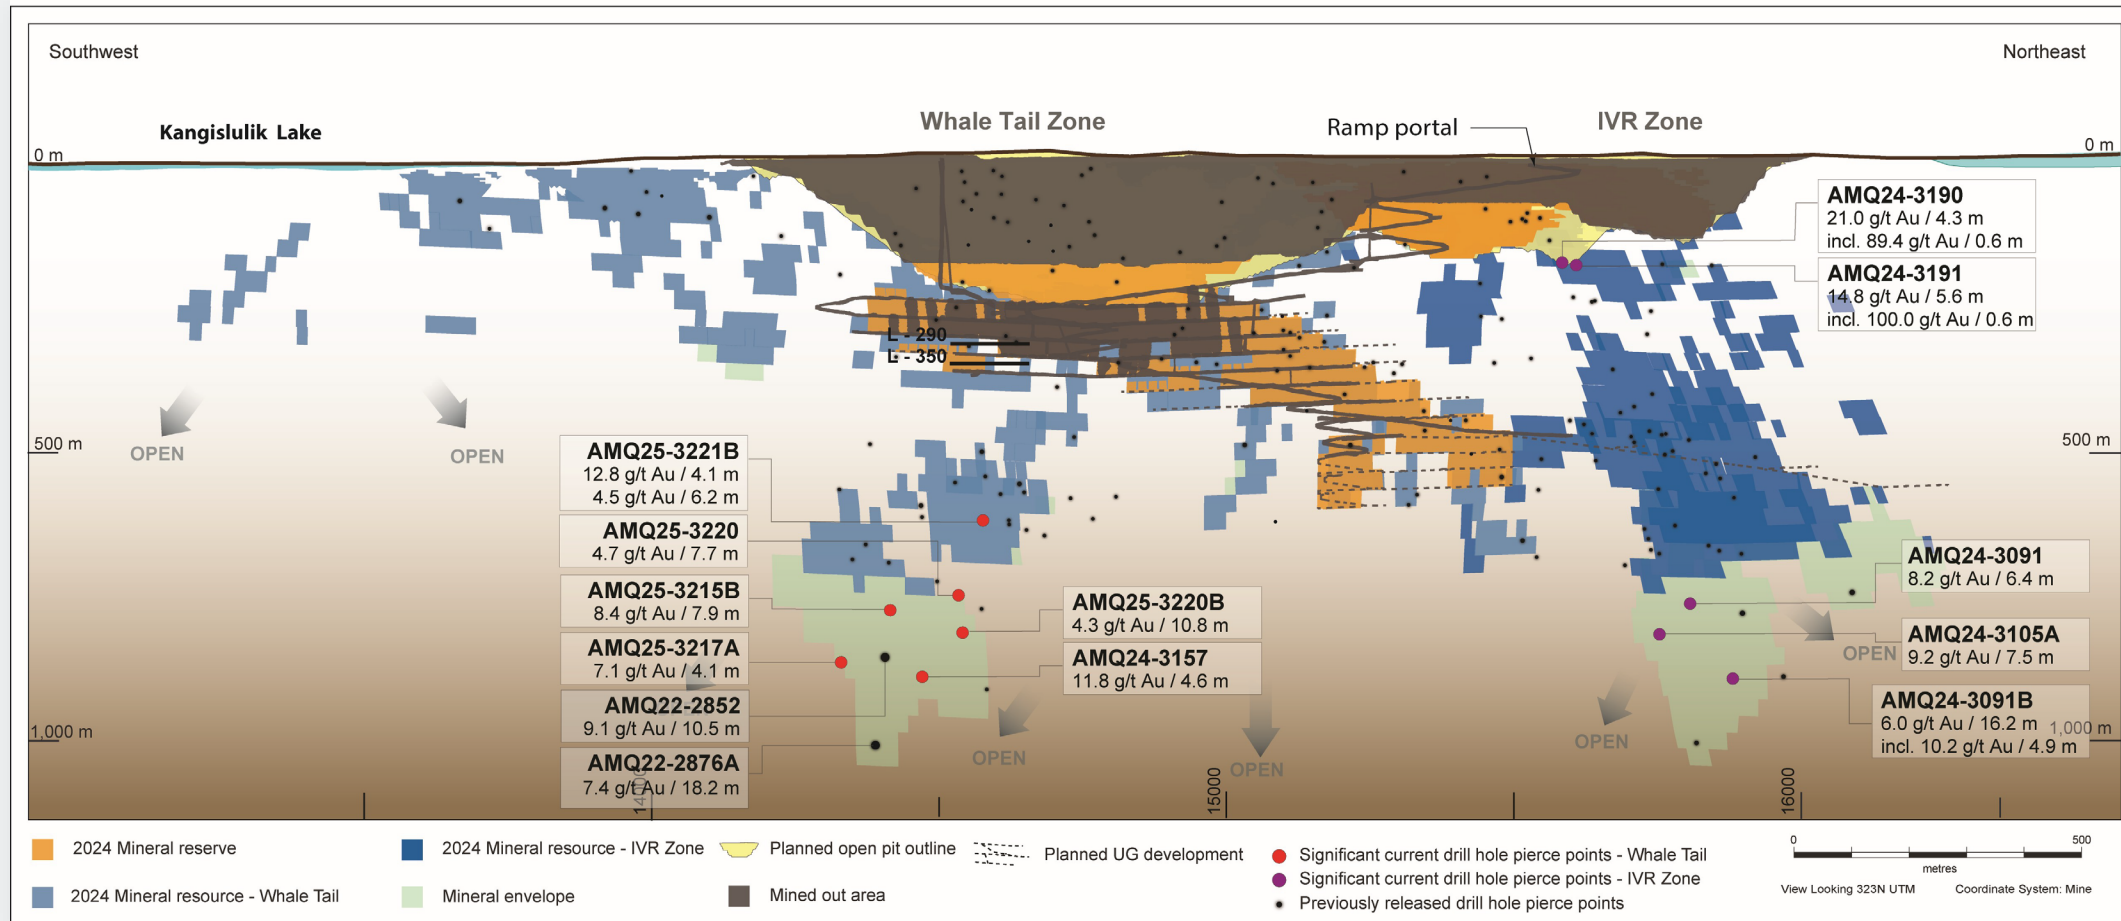 Southwest
Northeast
Kangislulik Lake
Whale Tail Zone
Ramp portal
IVR Zone
0 m
0 m
AMQ24-3190
21.0 g/t Au / 4.3 m
incl. 89.4 g/t Au / 0.6 m
AMQ24-3191
14.8 g/t Au / 5.6 m
incl. 100.0 g/t Au / 0.6 m
L - 290
L - 350
OPEN
OPEN
500 m
500 m
AMQ25-3221B
12.8 g/t Au / 4.1 m
4.5 g/t Au / 6.2 m
AMQ25-3220
4.7 g/t Au / 7.7 m
AMQ25-3215B
8.4 g/t Au / 7.9 m
AMQ25-3217A
7.1 g/t Au / 4.1 m
AMQ22-2852
9.1 g/t Au / 10.5 m
AMQ22-2876A
7.4 g/t Au / 18.2 m
AMQ25-3220B
4.3 g/t Au / 10.8 m
AMQ24-3157
11.8 g/t Au / 4.6 m
AMQ24-3091
8.2 g/t Au / 6.4 m
AMQ24-3105A
9.2 g/t Au / 7.5 m
AMQ24-3091B
6.0 g/t Au / 16.2 m
incl. 10.2 g/t Au / 4.9 m
OPEN
OPEN
OPEN
OPEN
1,000 m
1,000 m
14000
15000
16000
2024 Mineral reserve
2024 Mineral resource - IVR Zone
Planned open pit outline
Planned UG development
2024 Mineral resource - Whale Tail
Mineral envelope
Mined out area
Significant current drill hole pierce points - Whale Tail
Significant current drill hole pierce points - IVR Zone
Previously released drill hole pierce points
0
500
metres
View Looking 323N UTM
Coordinate System: Mine